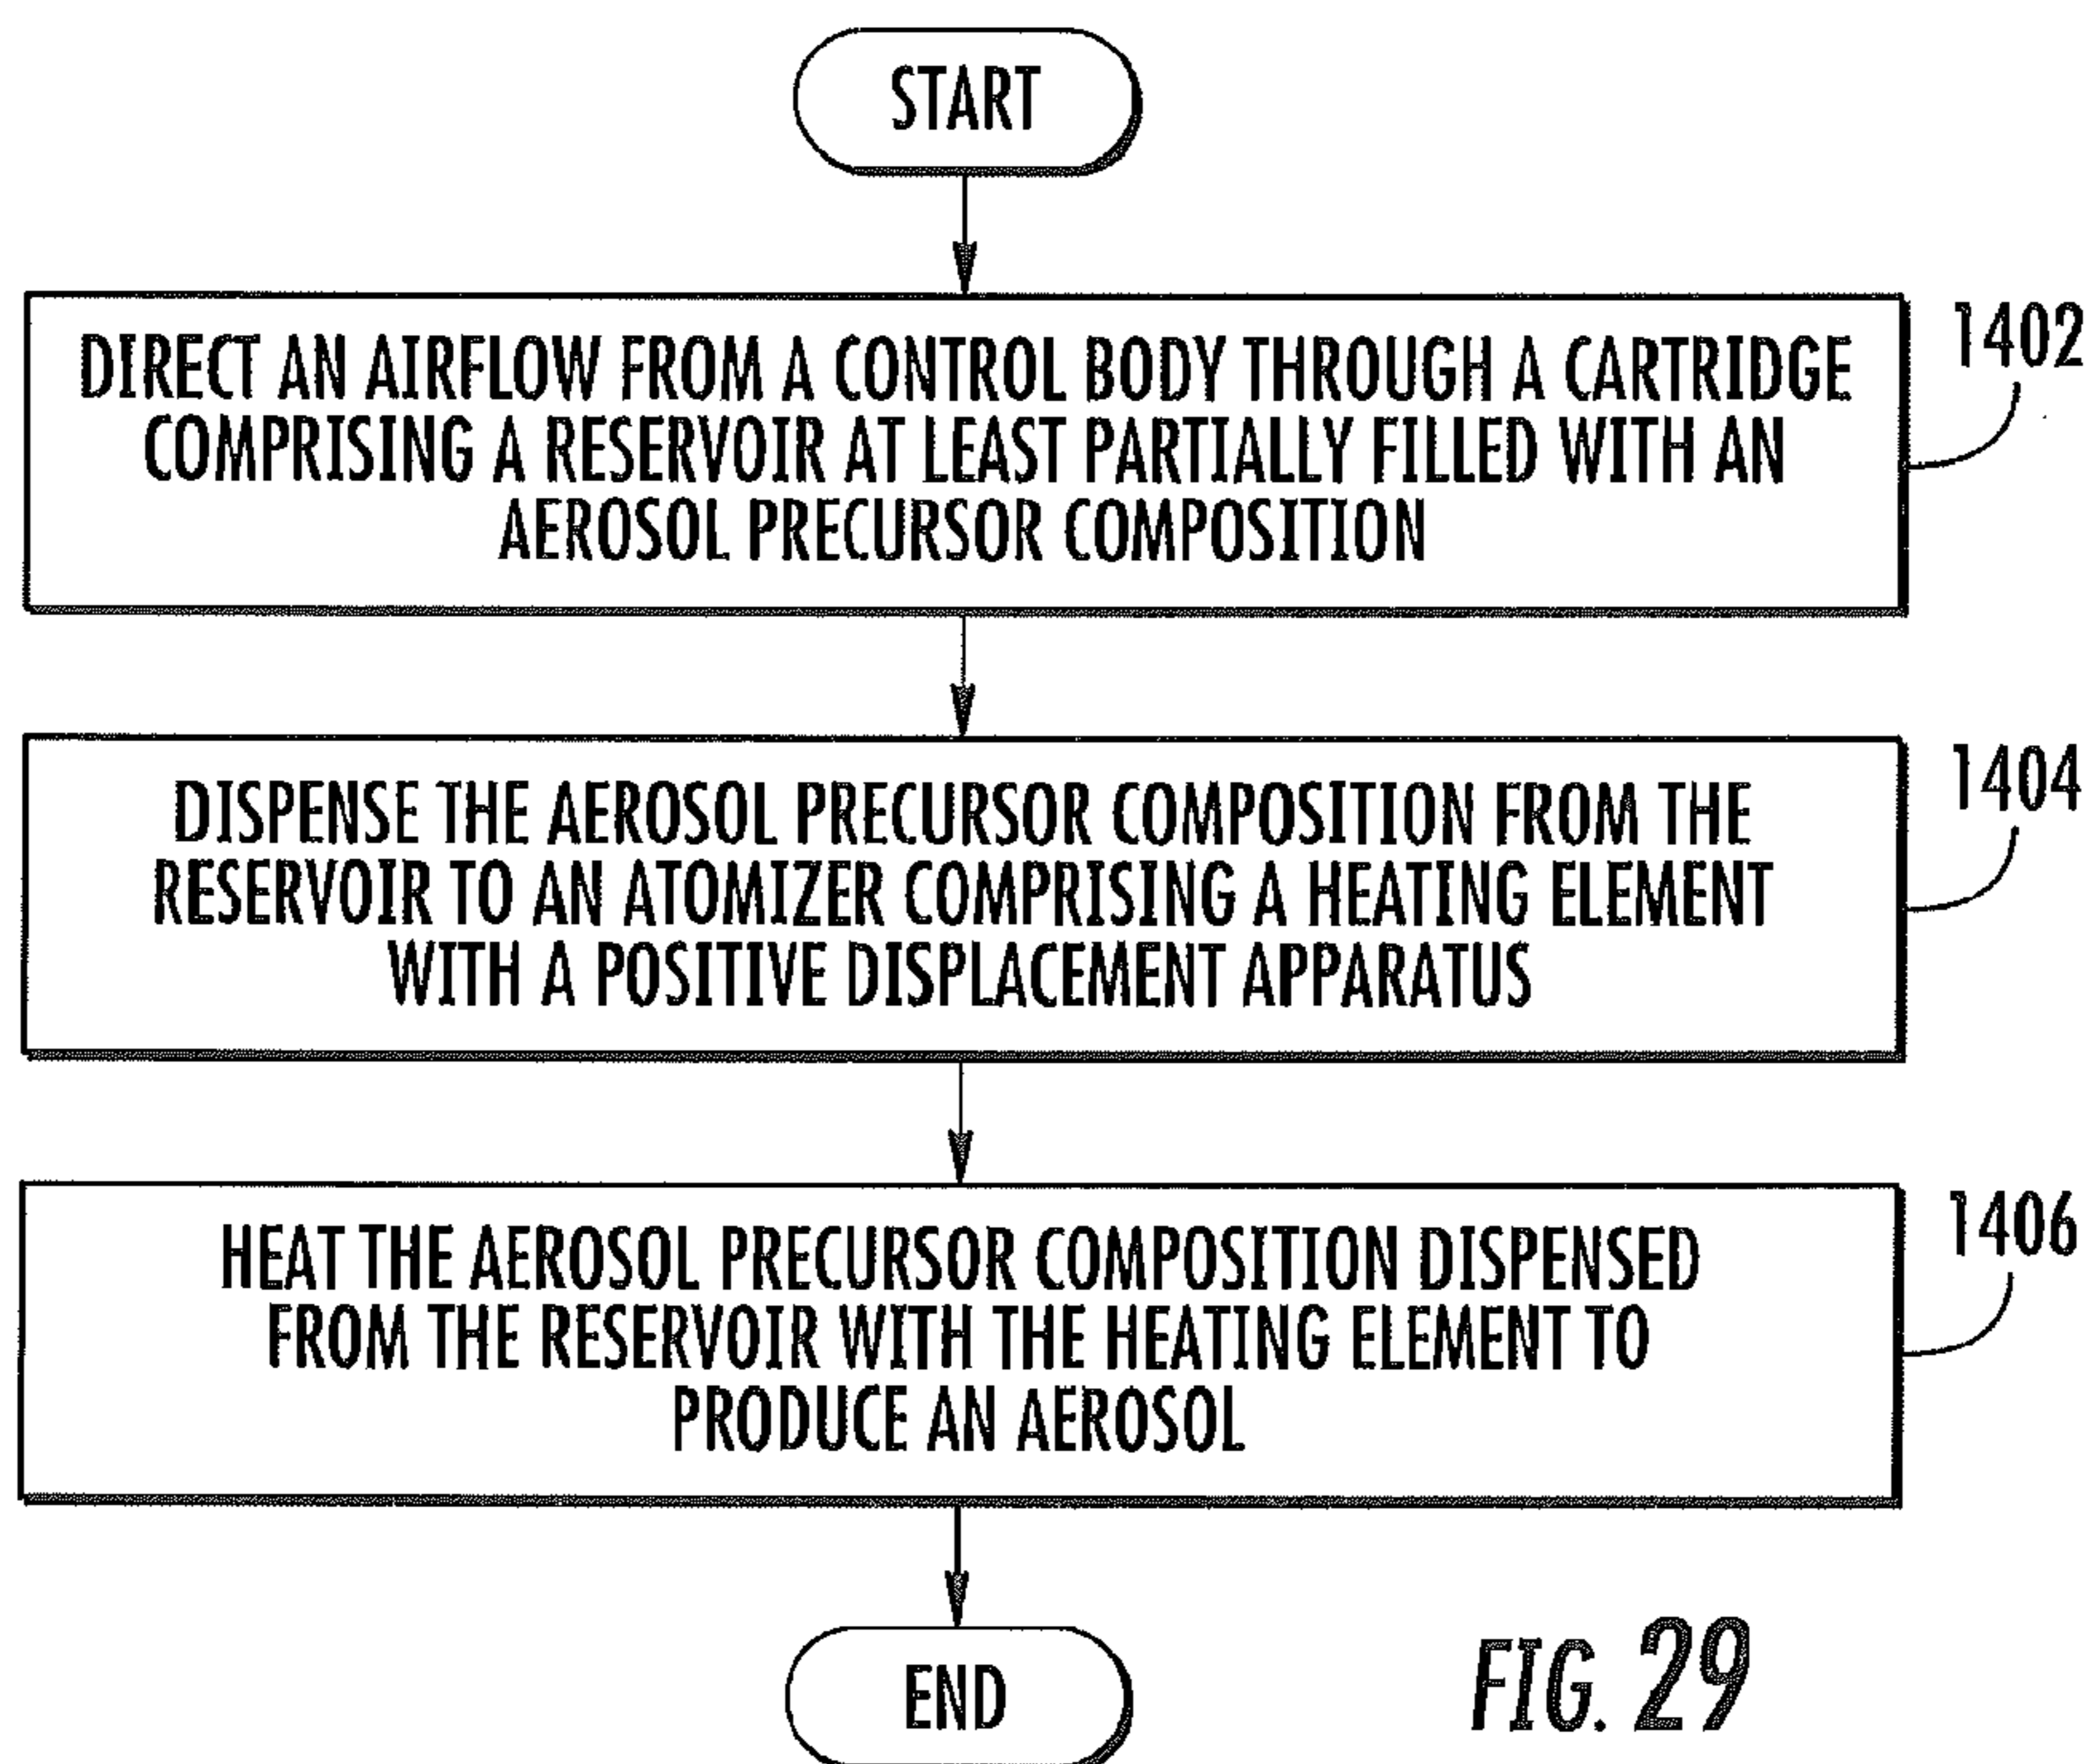 START
DIRECT AN AIRFLOW FROM A CONTROL BODY THROUGH A CARTRIDGE
COMPRISING A RESERVOIR AT LEAST PARTIALLY FILLED WITH AN
AEROSOL PRECURSOR COMPOSITION
1402
DISPENSE THE AEROSOL PRECURSOR COMPOSITION FROM THE
RESERVOIR TO AN ATOMIZER COMPRISING A HEATING ELEMENT
WITH A POSITIVE DISPLACEMENT APPARATUS
1404
HEAT THE AEROSOL PRECURSOR COMPOSITION DISPENSED
FROM THE RESERVOIR WITH THE HEATING ELEMENT TO
PRODUCE AN AEROSOL
1406
END
FIG. 29